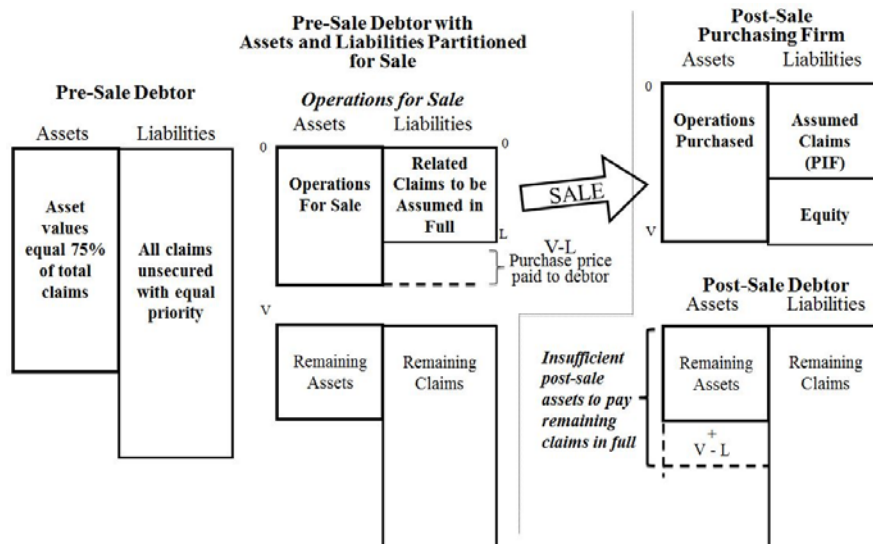 Pre-Sale Debtor
Assets
Liabilities
Asset
values
equal 75%
of total
claims
All claims
unsecured
with equal
priority
Pre-Sale Debtor with
Assets and Liabilities Partitioned
for Sale
Operations for Sale
Assets
Liabilities
0
0
Operations
For Sale
Related
Claims to be
Assumed in
Full
L
V
V-L
Purchase price
paid to debtor
Remaining
Assets
Remaining
Claims
SALE
Post-Sale
Purchasing Firm
Assets
Liabilities
0
Operations
Purchased
Assumed
Claims
(PIF)
Equity
V
Post-Sale Debtor
Assets
Liabilities
Insufficient
post-sale
assets to pay
remaining
claims in full
Remaining
Assets
Remaining
Claims
+
V - L